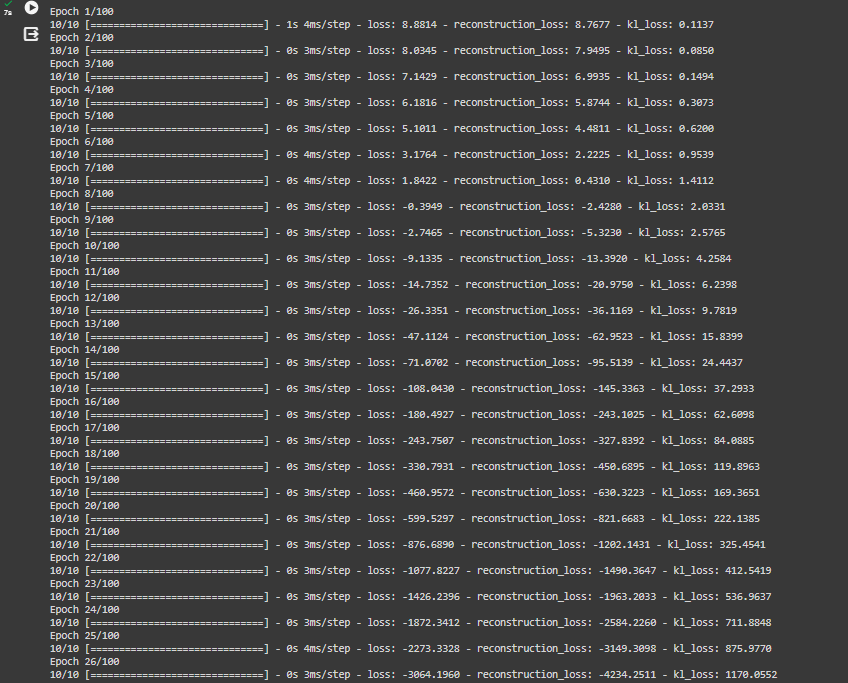 Epoch 1/100
10/10 [==============================] - 1s 4ms/step - loss: 8.8814 - reconstruction_loss: 8.7677 - kl_loss: 0.1137
7s
Epoch 2/100
10/10 [==============================] - 0s 3ms/step - loss: 8.0345 - reconstruction_loss: 7.9495 - kl_loss: 0.0850
Epoch 3/100
10/10 [==============================] - 0s 3ms/step - loss: 7.1429 - reconstruction_loss: 6.9935 - kl_loss: 0.1494
Epoch 4/100
10/10 [==============================] - 0s 3ms/step - loss: 6.1816 - reconstruction_loss: 5.8744 - kl_loss: 0.3073
Epoch 5/100
10/10 [==============================] - 0s 3ms/step - loss: 5.1011 - reconstruction_loss: 4.4811 - kl_loss: 0.6200
Epoch 6/100
10/10 [==============================] - 0s 4ms/step - loss: 3.1764 - reconstruction_loss: 2.2225 - kl_loss: 0.9539
Epoch 7/100
10/10 [==============================] - 0s 4ms/step - loss: 1.8422 - reconstruction_loss: 0.4310 - kl_loss: 1.4112
Epoch 8/100
10/10 [==============================] - 0s 3ms/step - loss: -0.3949 - reconstruction_loss: -2.4280 - kl_loss: 2.0331
Epoch 9/100
10/10 [==============================] - 0s 3ms/step - loss: -2.7465 - reconstruction_loss: -5.3230 - kl_loss: 2.5765
Epoch 10/100
10/10 [==============================] - 0s 3ms/step - loss: -9.1335 - reconstruction_loss: -13.3920 - kl_loss: 4.2584
Epoch 11/100
10/10 [==============================] - 0s 3ms/step - loss: -14.7352 - reconstruction_loss: -20.9750 - kl_loss: 6.2398
Epoch 12/100
10/10 [==============================] - 0s 3ms/step - loss: -26.3351 - reconstruction_loss: -36.1169 - kl_loss: 9.7819
Epoch 13/100
10/10 [==============================] - 0s 3ms/step - loss: -47.1124 - reconstruction_loss: -62.9523 - kl_loss: 15.8399
Epoch 14/100
10/10 [==============================] - 0s 3ms/step - loss: -71.0702 - reconstruction_loss: -95.5139 - kl_loss: 24.4437
Epoch 15/100
10/10 [==============================] - 0s 3ms/step - loss: -108.0430 - reconstruction_loss: -145.3363 - kl_loss: 37.2933
Epoch 16/100
10/10 [==============================] - 0s 3ms/step - loss: -180.4927 - reconstruction_loss: -243.1025 - kl_loss: 62.6098
Epoch 17/100
10/10 [==============================] - 0s 3ms/step - loss: -243.7507 - reconstruction_loss: -327.8392 - kl_loss: 84.0885
Epoch 18/100
10/10 [==============================] - 0s 3ms/step - loss: -330.7931 - reconstruction_loss: -450.6895 - kl_loss: 119.8963
Epoch 19/100
10/10 [==============================] - 0s 3ms/step - loss: -460.9572 - reconstruction_loss: -630.3223 - kl_loss: 169.3651
Epoch 20/100
10/10 [==============================] - 0s 3ms/step - loss: -599.5297 - reconstruction_loss: -821.6683 - kl_loss: 222.1385
Epoch 21/100
10/10 [==============================] - 0s 3ms/step - loss: -876.6890 - reconstruction_loss: -1202.1431 - kl_loss: 325.4541
Epoch 22/100
10/10 [==============================] - 0s 3ms/step - loss: -1077.8227 - reconstruction_loss: -1490.3647 - kl_loss: 412.5419
Epoch 23/100
10/10 [==============================] - 0s 3ms/step - loss: -1426.2396 - reconstruction_loss: -1963.2033 - kl_loss: 536.9637
Epoch 24/100
10/10 [==============================] - 0s 3ms/step - loss: -1872.3412 - reconstruction_loss: -2584.2260 - kl_loss: 711.8848
Epoch 25/100
10/10 [==============================] - 0s 4ms/step - loss: -2273.3328 - reconstruction_loss: -3149.3098 - kl_loss: 875.9770
Epoch 26/100
10/10 [==============================] - 0s 3ms/step - loss: -3064.1960 - reconstruction_loss: -4234.2511 - kl_loss: 1170.0552